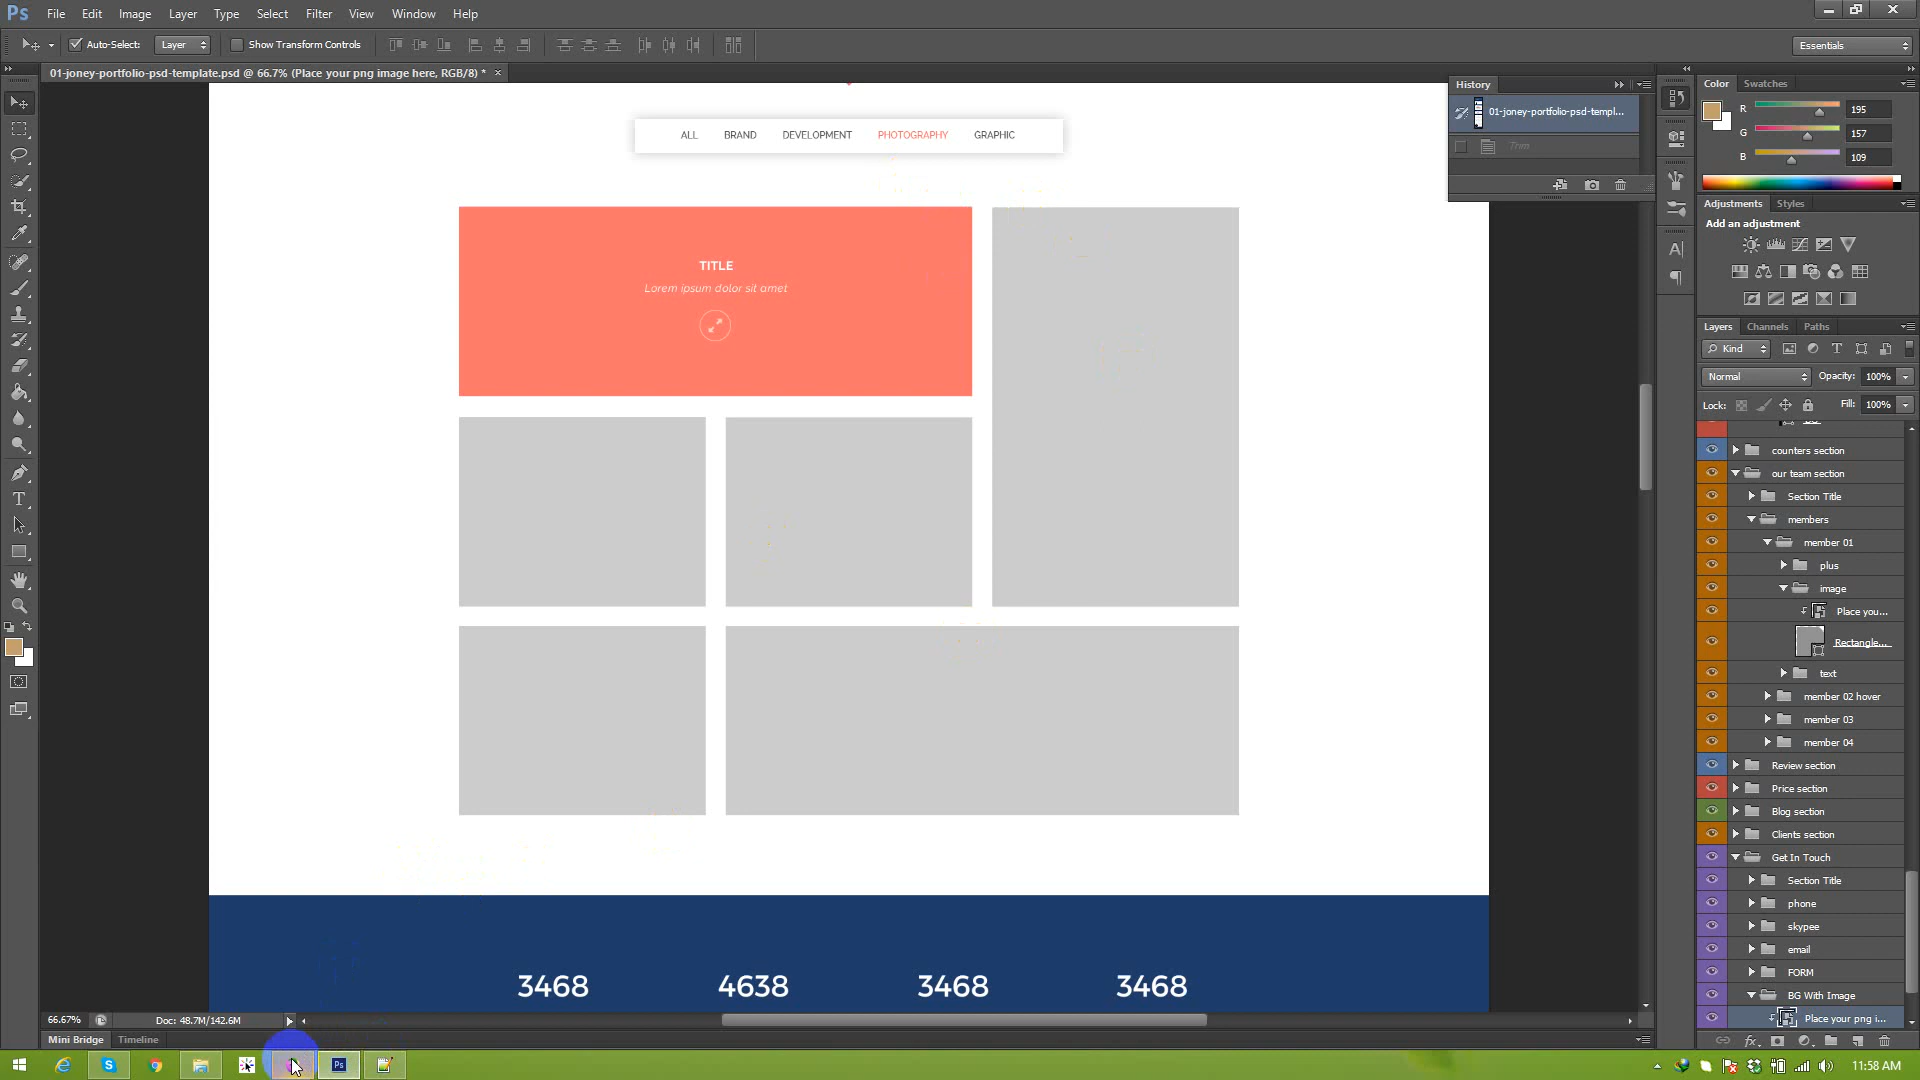 Ps File Edit Image Layer Type Select Filter View Window Help
Auto-Select: Layer Show Transform Controls Essentials
01-joney-portfolio-psd-template.psd @ 66.7% (Place your png image here, RGB/8) * ×
History
01-joney-portfolio-psd-templ...
Trim
Color Swatches
R 195
G 157
B 109
Adjustments Styles
Add an adjustment
ALL BRAND DEVELOPMENT PHOTOGRAPHY GRAPHIC
TITLE
Lorem ipsum dolor sit amet
3468 4638 3468 3468
Layers Channels Paths
Kind
Normal Opacity: 100%
Lock: Fill: 100%
counters section
our team section
Section Title
members
member 01
plus
image
Place you...
Rectangle...
text
member 02 hover
member 03
member 04
Review section
Price section
Blog section
Clients section
Get In Touch
Section Title
phone
skypee
email
FORM
BG With Image
Place your png i...
66.67% Doc: 48.7M/142.6M
Mini Bridge Timeline
Ps
11:58 AM